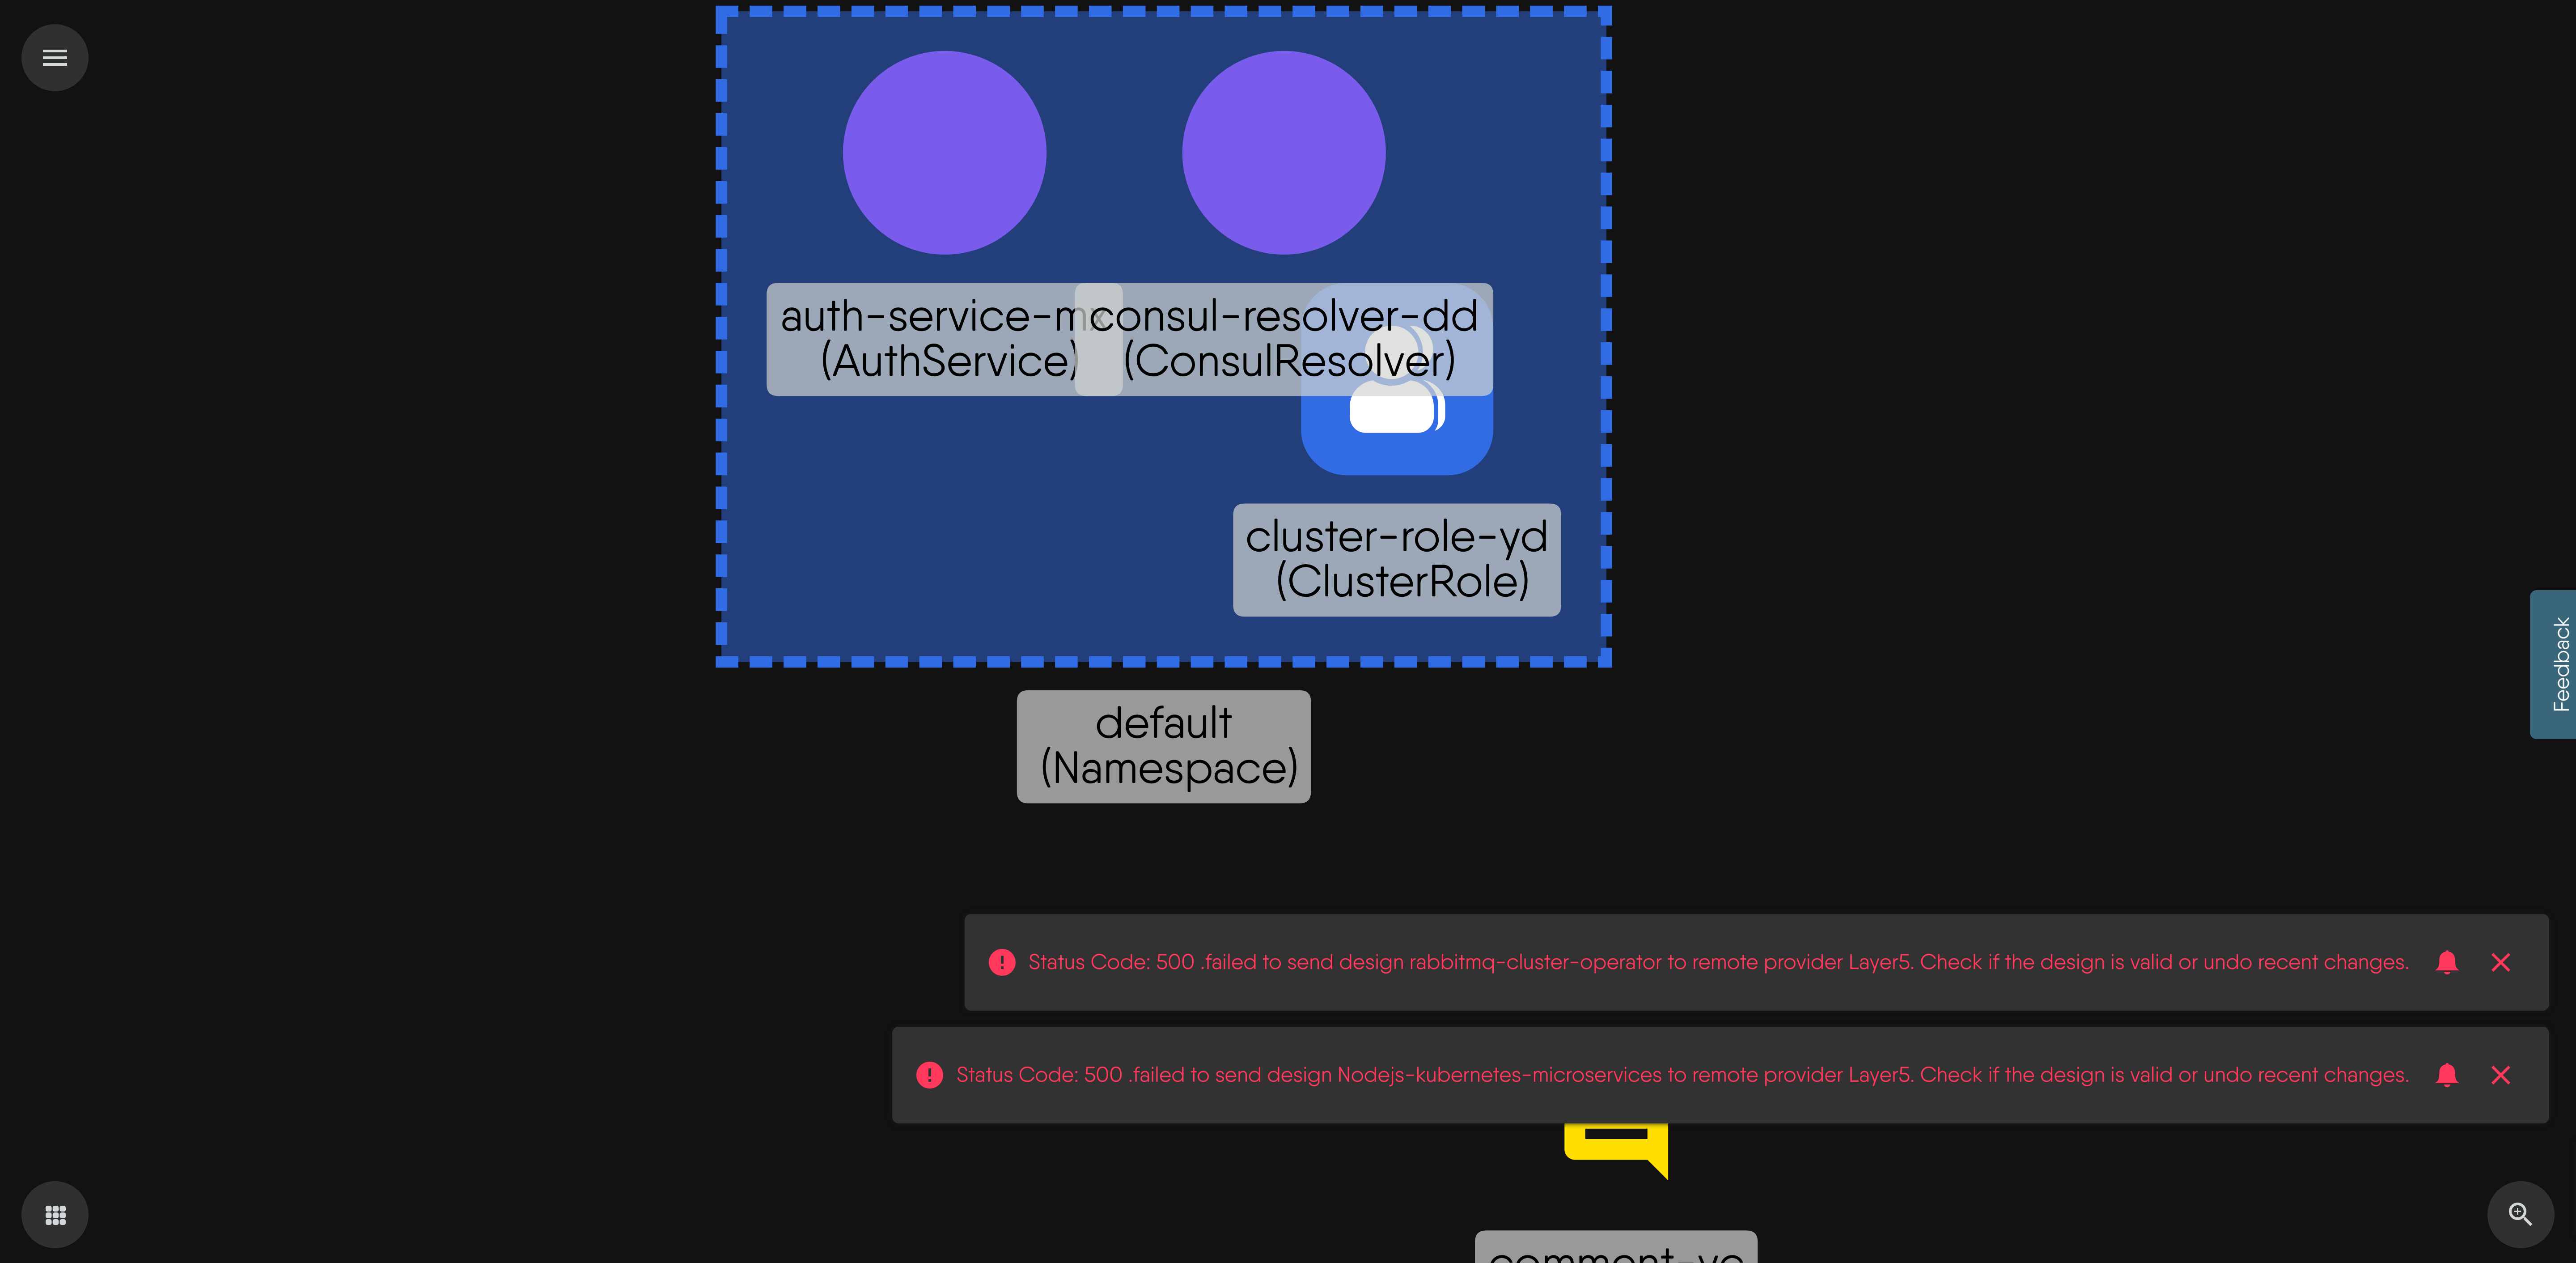 auth-service-mx
(AuthService)
consul-resolver-dd
(ConsulResolver)
cluster-role-yd
(ClusterRole)
default
(Namespace)
Feedback
Status Code: 500 .failed to send design rabbitmq-cluster-operator to remote provider Layer5. Check if the design is valid or undo recent changes.
Status Code: 500 .failed to send design Nodejs-kubernetes-microservices to remote provider Layer5. Check if the design is valid or undo recent changes.